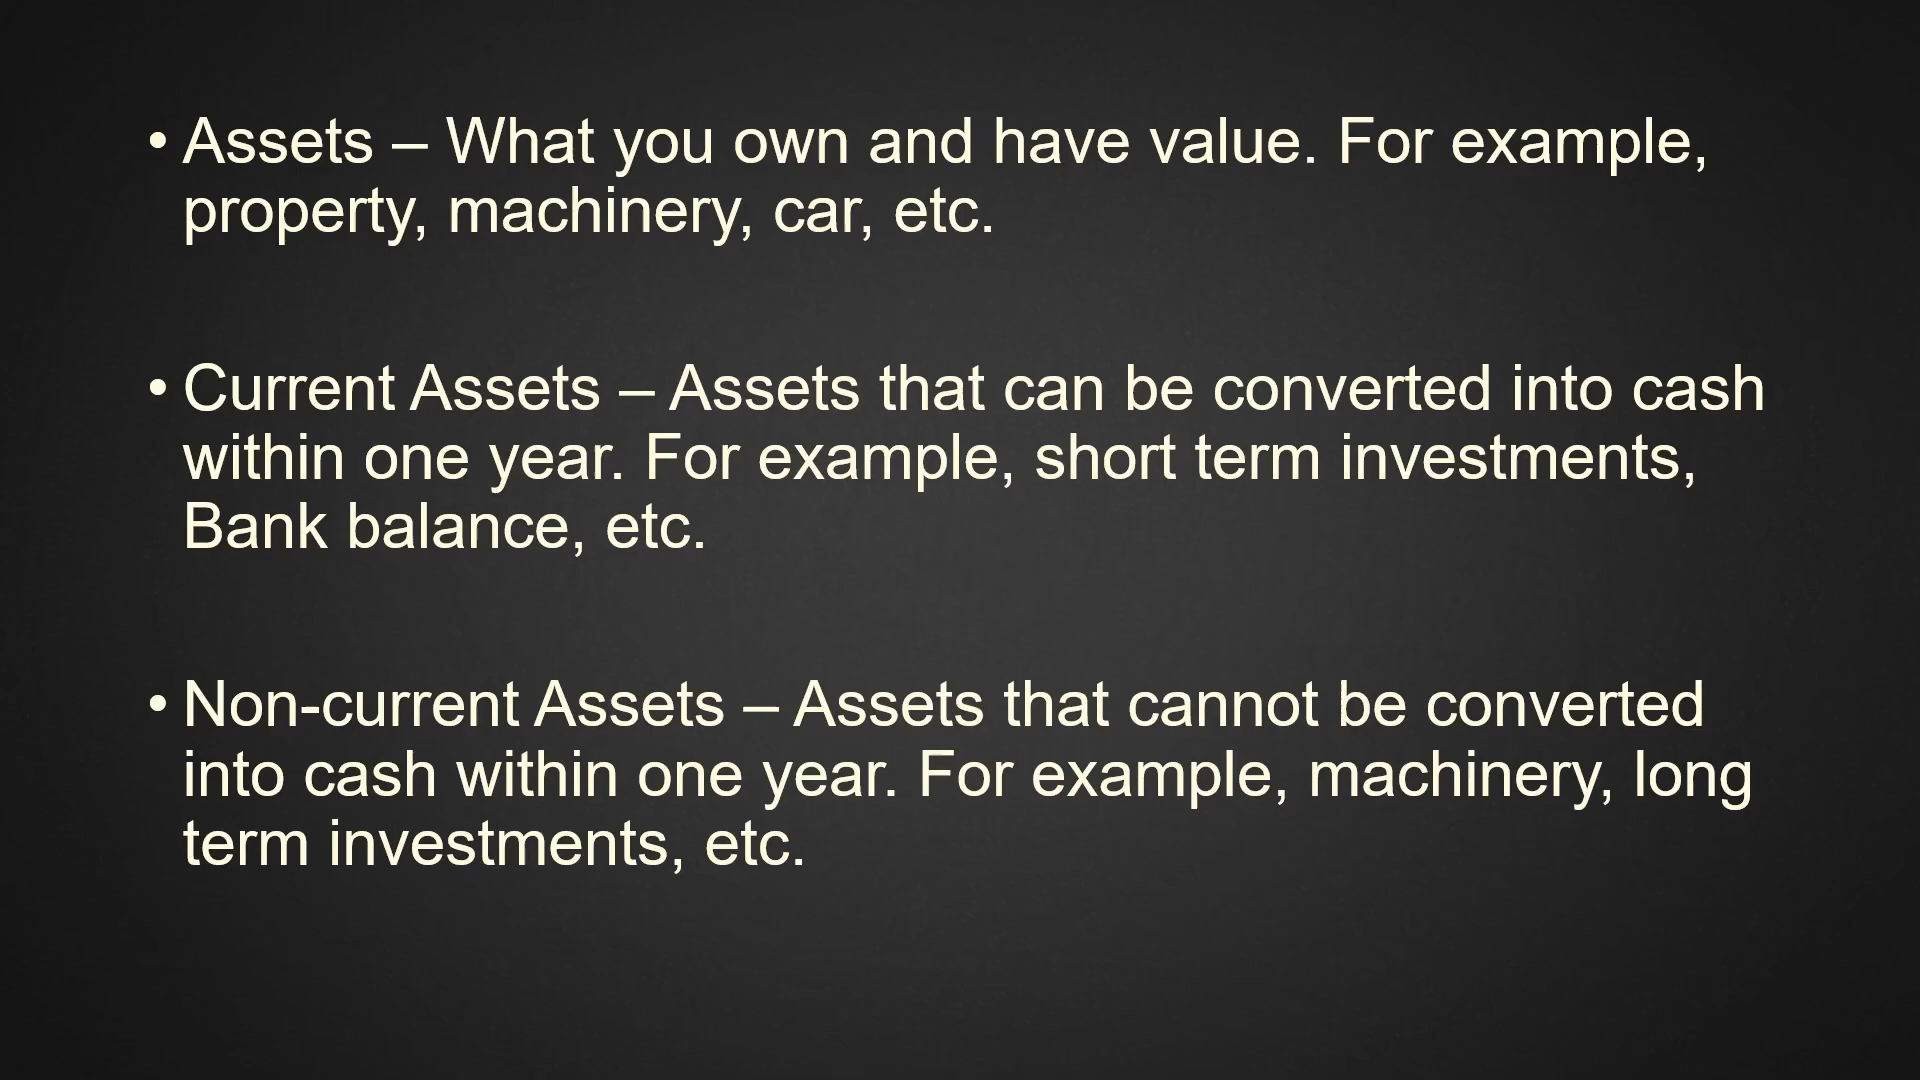 • Assets – What you own and have value. For example,
property, machinery, car, etc.
• Current Assets – Assets that can be converted into cash
within one year. For example, short term investments,
Bank balance, etc.
• Non-current Assets – Assets that cannot be converted
into cash within one year. For example, machinery, long
term investments, etc.